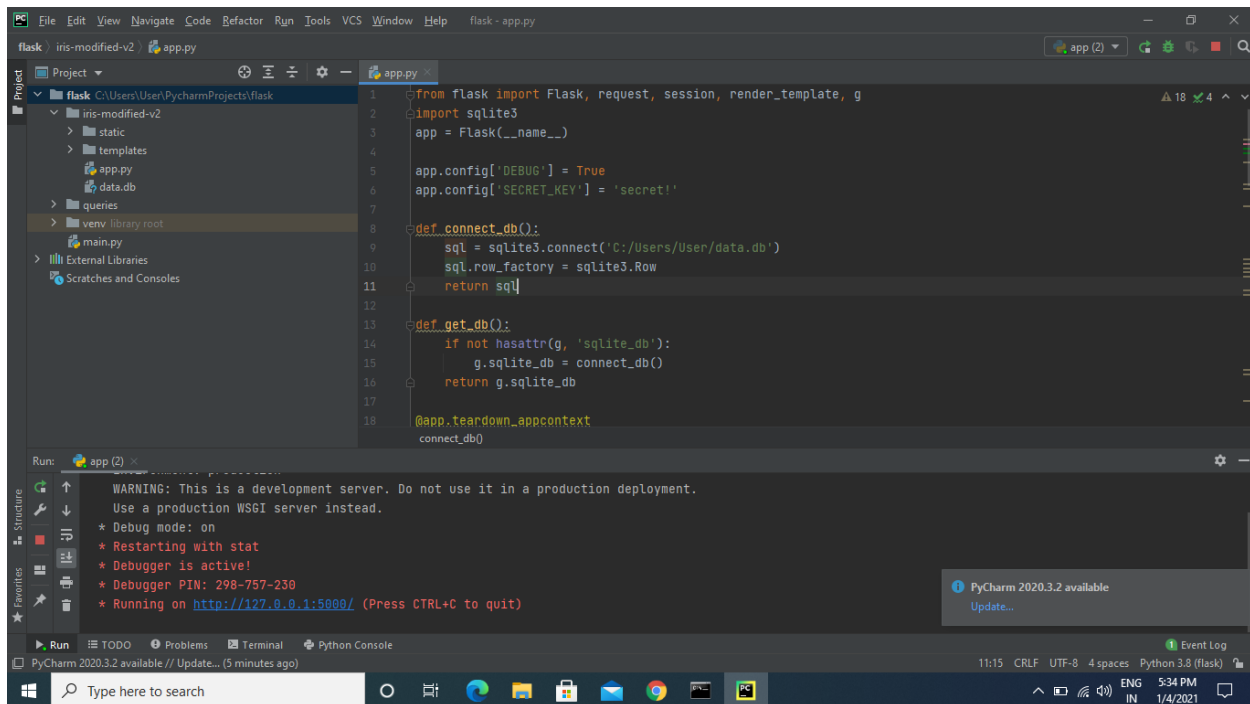 PC File Edit View Navigate Code Refactor Run Tools VCS Window Help flask - app.py
flask iris-modified-v2 app.py app (2)
Project
Project app.py
flask C:\Users\User\PycharmProjects\flask
iris-modified-v2
static
templates
app.py
data.db
queries
venv library root
main.py
External Libraries
Scratches and Consoles
1 from flask import Flask, request, session, render_template, g
2 import sqlite3
3 app = Flask(__name__)
4
5 app.config['DEBUG'] = True
6 app.config['SECRET_KEY'] = 'secret!'
7
8 def connect_db():
9 sql = sqlite3.connect('C:/Users/User/data.db')
10 sql.row_factory = sqlite3.Row
11 return sql
12
13 def get_db():
14 if not hasattr(g, 'sqlite_db'):
15 g.sqlite_db = connect_db()
16 return g.sqlite_db
17
18 @app.teardown_appcontext
connect_db()
18 4
Run: app (2)
WARNING: This is a development server. Do not use it in a production deployment.
Use a production WSGI server instead.
* Debug mode: on
* Restarting with stat
* Debugger is active!
* Debugger PIN: 298-757-230
* Running on http://127.0.0.1:5000/ (Press CTRL+C to quit)
Structure
Favorites
PyCharm 2020.3.2 available
Update...
Run TODO Problems Terminal Python Console 1 Event Log
PyCharm 2020.3.2 available // Update... (5 minutes ago) 11:15 CRLF UTF-8 4 spaces Python 3.8 (flask)
Type here to search PC ENG 5:34 PM
IN 1/4/2021